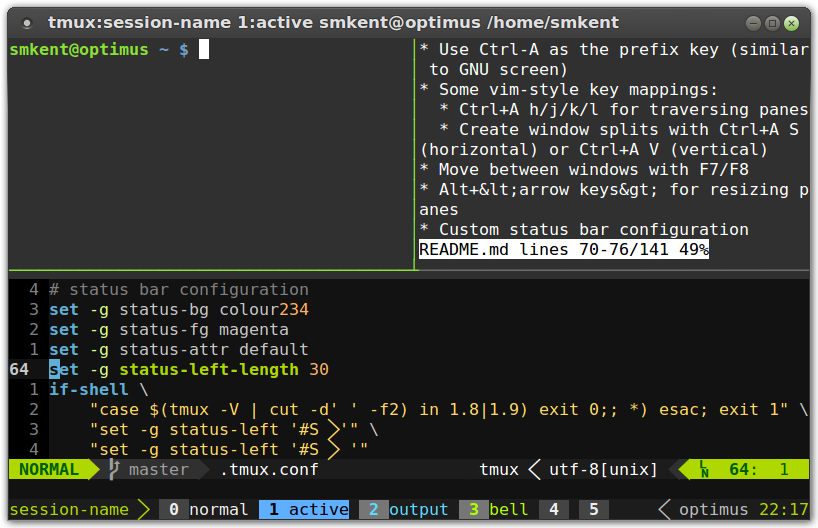 tmux:session-name 1:active smkent@optimus /home/smkent
smkent@optimus ~ $
* Use Ctrl-A as the prefix key (similar
to GNU screen)
* Some vim-style key mappings:
* Ctrl+A h/j/k/l for traversing panes
* Create window splits with Ctrl+A S
(horizontal) or Ctrl+A V (vertical)
* Move between windows with F7/F8
* Alt+&lt;arrow keys&gt; for resizing p
anes
* Custom status bar configuration
README.md lines 70-76/141 49%
4 # status bar configuration
3 set -g status-bg colour234
2 set -g status-fg magenta
1 set -g status-attr default
64 set -g status-left-length 30
1 if-shell \
2 "case $(tmux -V | cut -d' ' -f2) in 1.8|1.9) exit 0;; *) esac; exit 1" \
3 "set -g status-left '#S '" \
4 "set -g status-left '#S  '"
NORMAL master .tmux.conf tmux utf-8[unix] LN 64: 1
session-name 0 normal 1 active 2 output 3 bell 4 5 optimus 22:17